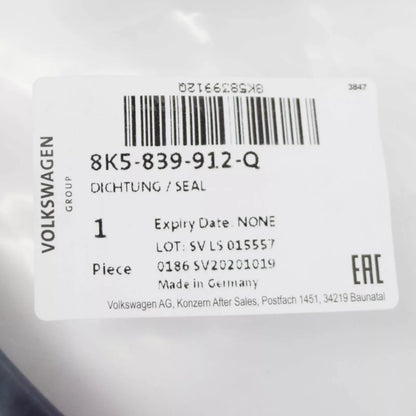 3847
8K5839912Q
8K5-839-912-Q
DICHTUNG / SEAL
VOLKSWAGEN
GROUP
1 Expiry Date: NONE
LOT: SV LS 015557
Piece 0186 SV20201019
Made in Germany
EAC
Volkswagen AG, Konzern After Sales, Postfach 1451, 34219 Baunatal